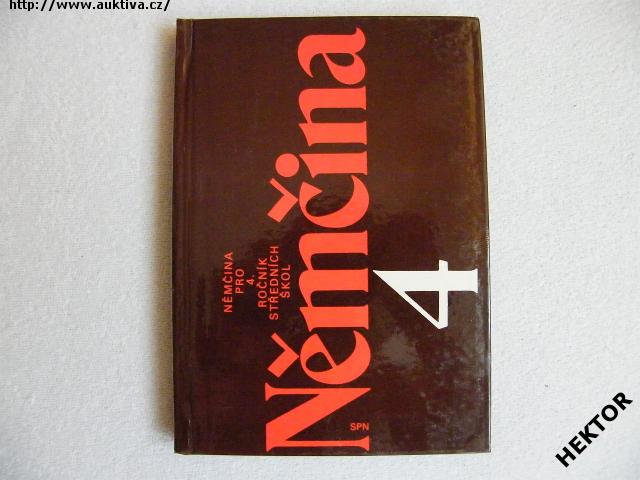 http://www.auktiva.cz/
NĚMČINA
PRO
4.
ROČNÍK
STŘEDNÍCH
ŠKOL
Němčina
4
SPN
HEKTOR